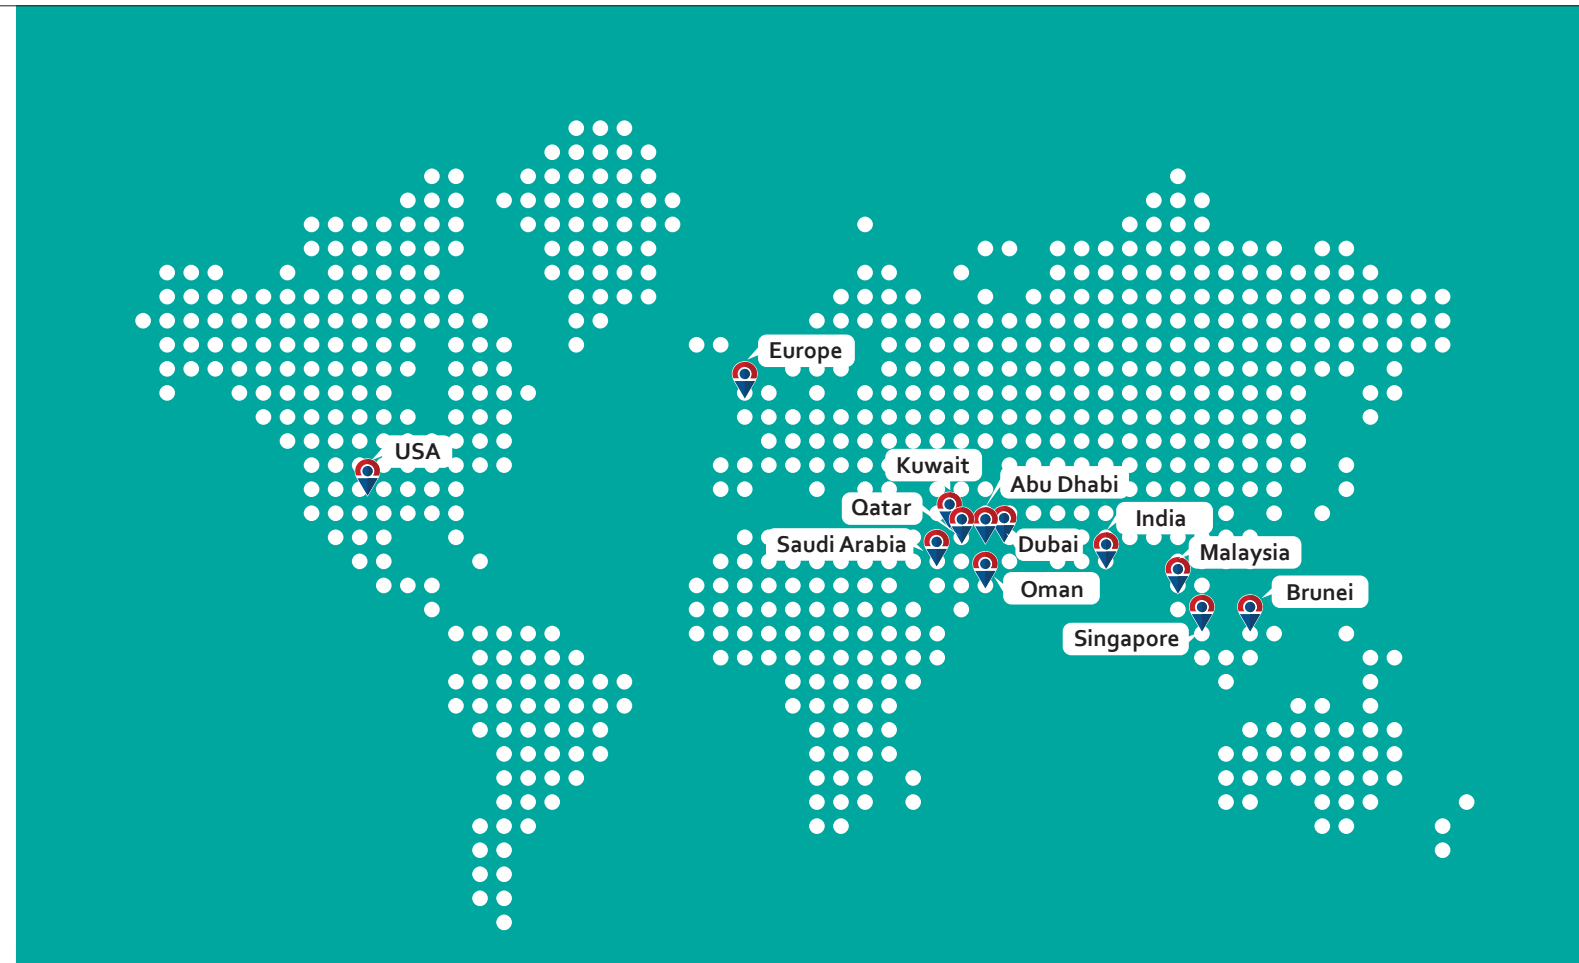 Europe
USA
Kuwait
Abu Dhabi
Qatar
India
Saudi Arabia
Dubai
Malaysia
Oman
Brunei
Singapore